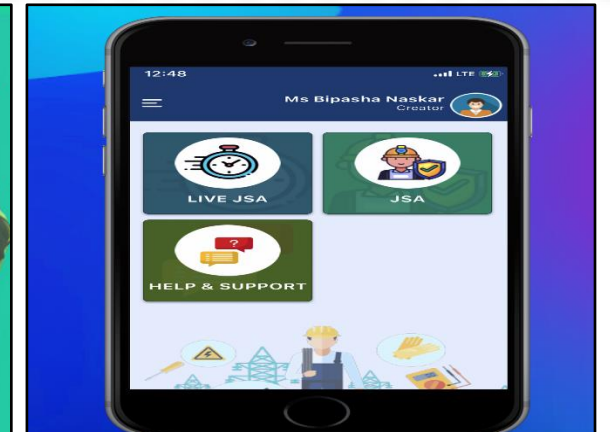 12:48
LTE
Ms Bipasha Naskar
Creator
LIVE JSA
JSA
?
HELP & SUPPORT